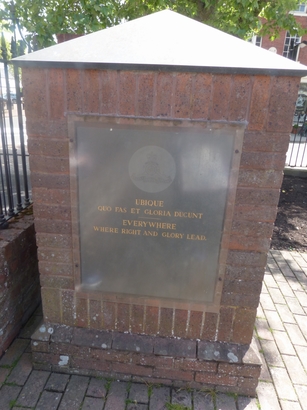 UBIQUE
QUO FAS ET GLORIA DUCUNT
EVERYWHERE
WHERE RIGHT AND GLORY LEAD